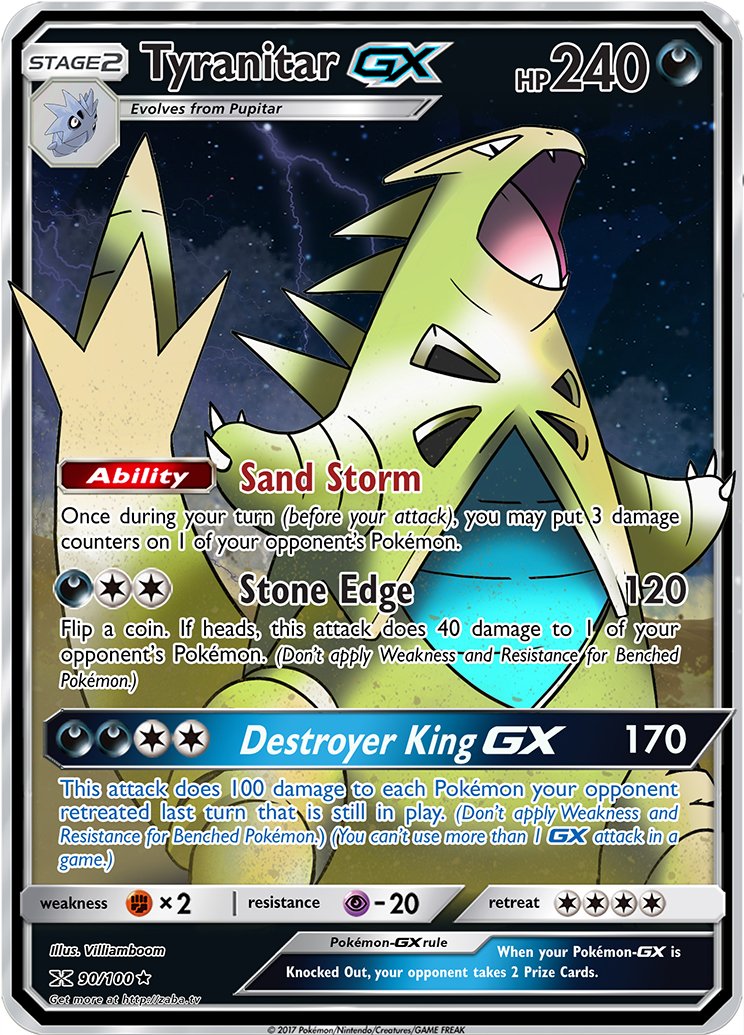 STAGE2 Tyranitar GX HP240
Evolves from Pupitar
Ability Sand Storm
Once during your turn (before your attack), you may put 3 damage
counters on 1 of your opponent's Pokémon.
Stone Edge 120
Flip a coin. If heads, this attack does 40 damage to 1 of your
opponent's Pokémon. (Don't apply Weakness and Resistance for Benched
Pokémon.)
Destroyer King GX 170
This attack does 100 damage to each Pokémon your opponent
retreated last turn that is still in play. (Don't apply Weakness and
Resistance for Benched Pokémon.) (You can't use more than 1 GX attack in a
game.)
weakness ×2 resistance -20 retreat
Illus. Villiamboom
Pokémon-GX rule
When your Pokémon-GX is
Knocked Out, your opponent takes 2 Prize Cards.
90/100
Get more at http://zaba.tv
© 2017 Pokémon/Nintendo/Creatures/GAME FREAK